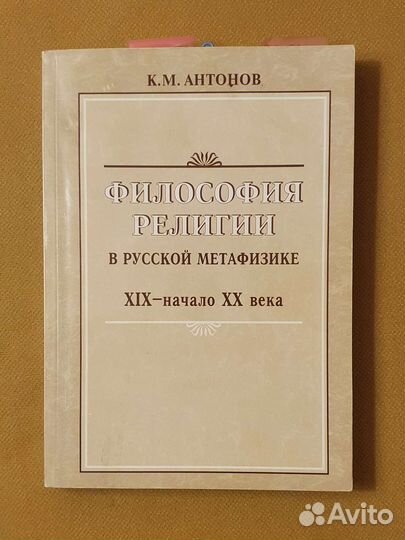 К.М. АНТОНОВ
ФИЛОСОФИЯ
РЕЛИГИИ
В РУССКОЙ МЕТАФИЗИКЕ
XIX–начало XX века
Avito